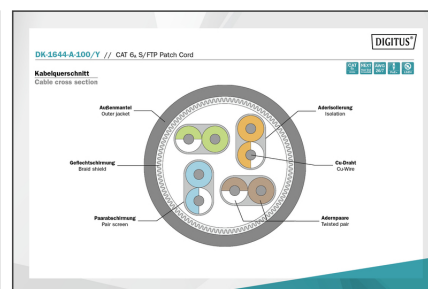 DIGITUS®
DK-1644-A-100/Y // CAT 6A S/FTP Patch Cord
Kabelquerschnitt
Cable cross section
Außenmantel
Outer jacket
Aderisolierung
Isolation
Geflechtschirmung
Braid shield
Cu-Draht
Cu-Wire
Paarabschirmung
Pair screen
Adernpaare
Twisted pair